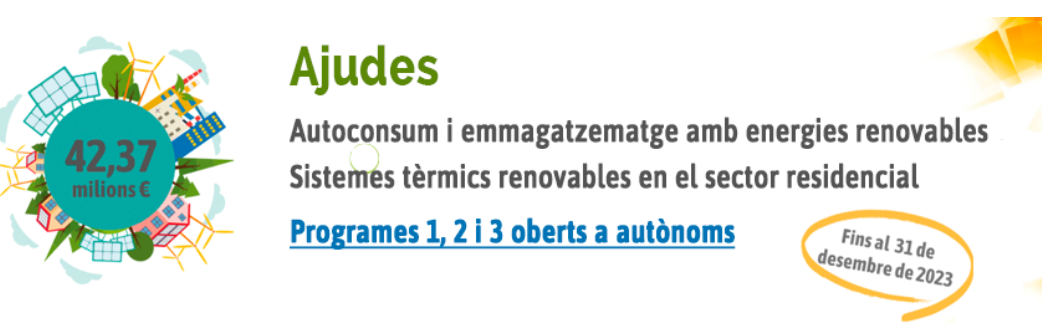 42,37
milions €
Ajudes
Autoconsum i emmagatzematge amb energies renovables
Sistemes tèrmics renovables en el sector residencial
Programes 1, 2 i 3 oberts a autònoms
Fins al 31 de
desembre de 2023